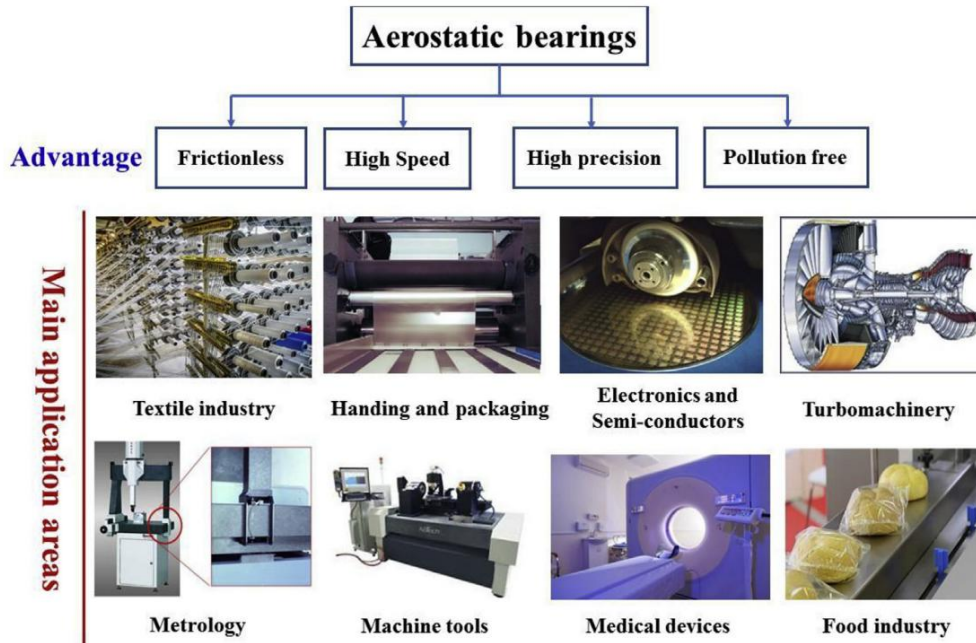 Aerostatic bearings
Advantage
Frictionless
High Speed
High precision
Pollution free
Main application areas
Textile industry
Handing and packaging
Electronics and
Semi-conductors
Turbomachinery
Metrology
Machine tools
Medical devices
Food industry